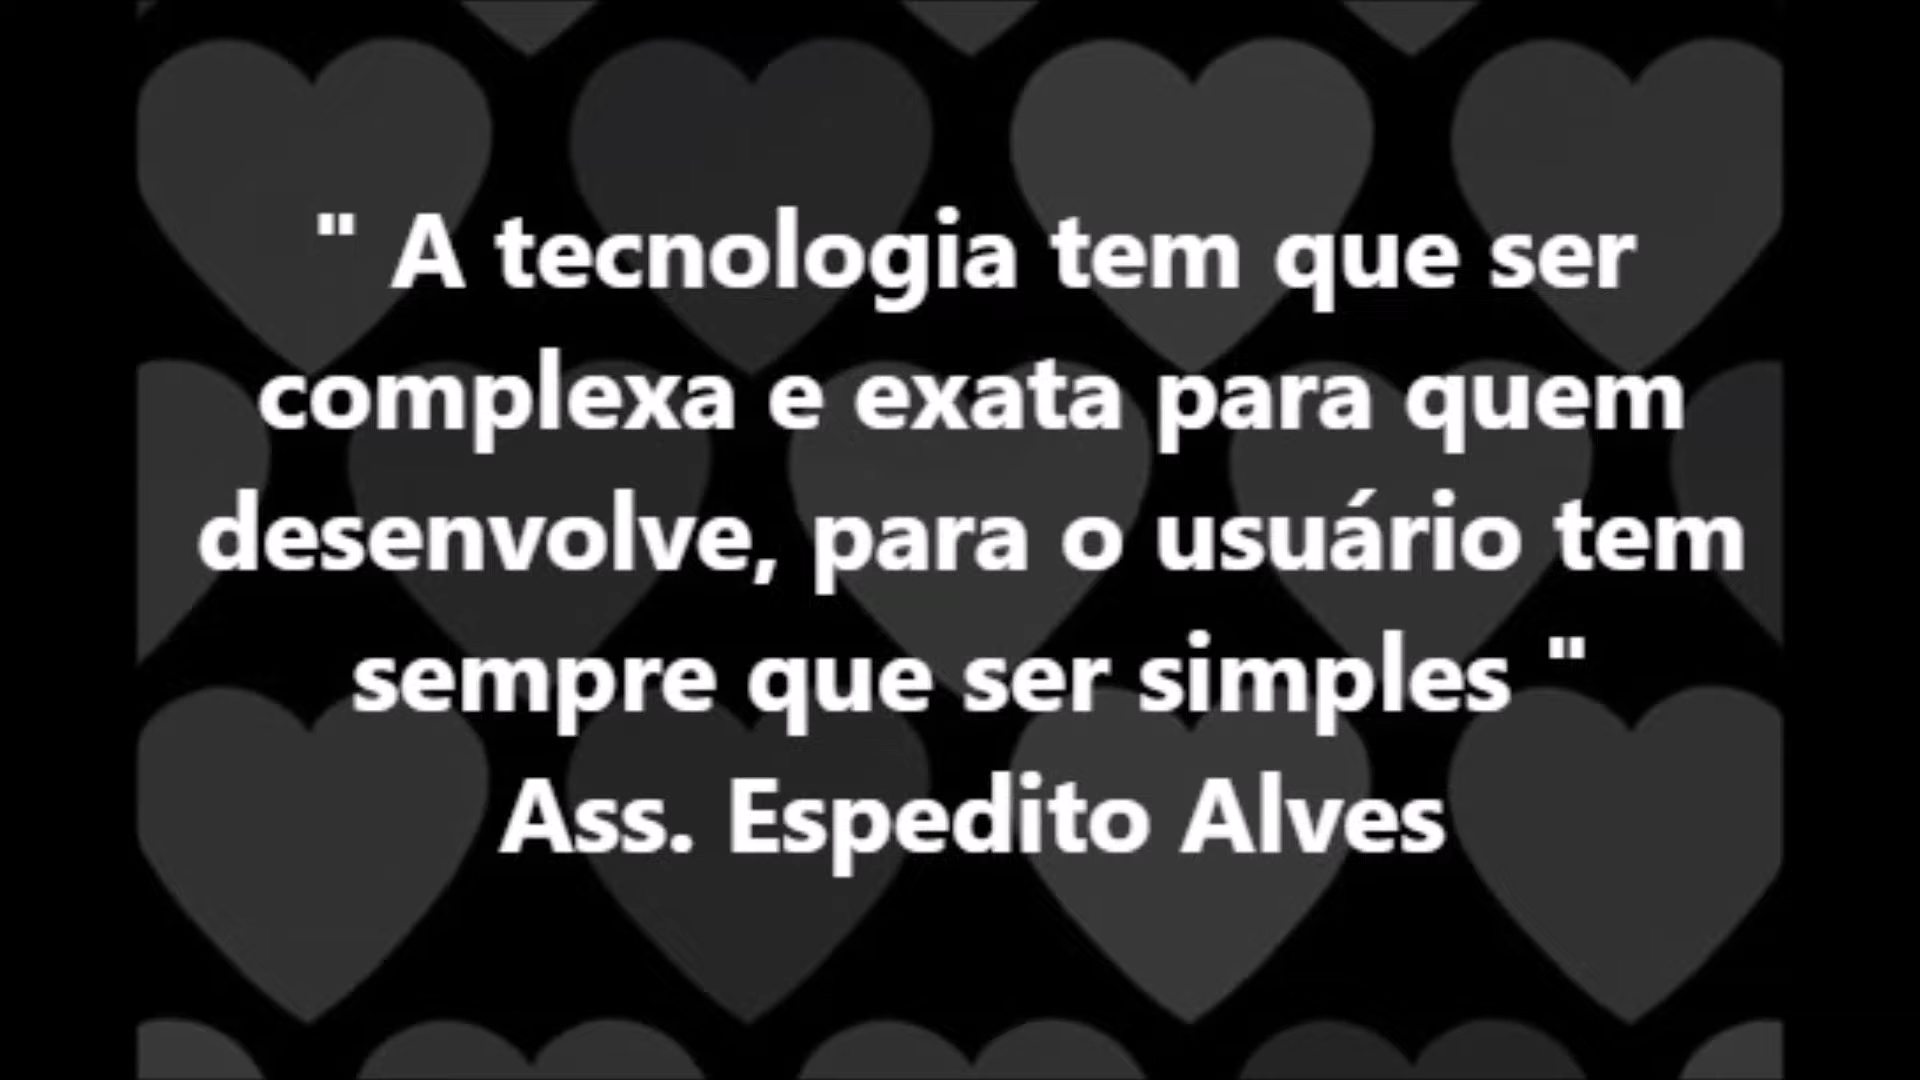 " A tecnologia tem que ser
complexa e exata para quem
desenvolve, para o usuário tem
sempre que ser simples "
Ass. Espedito Alves